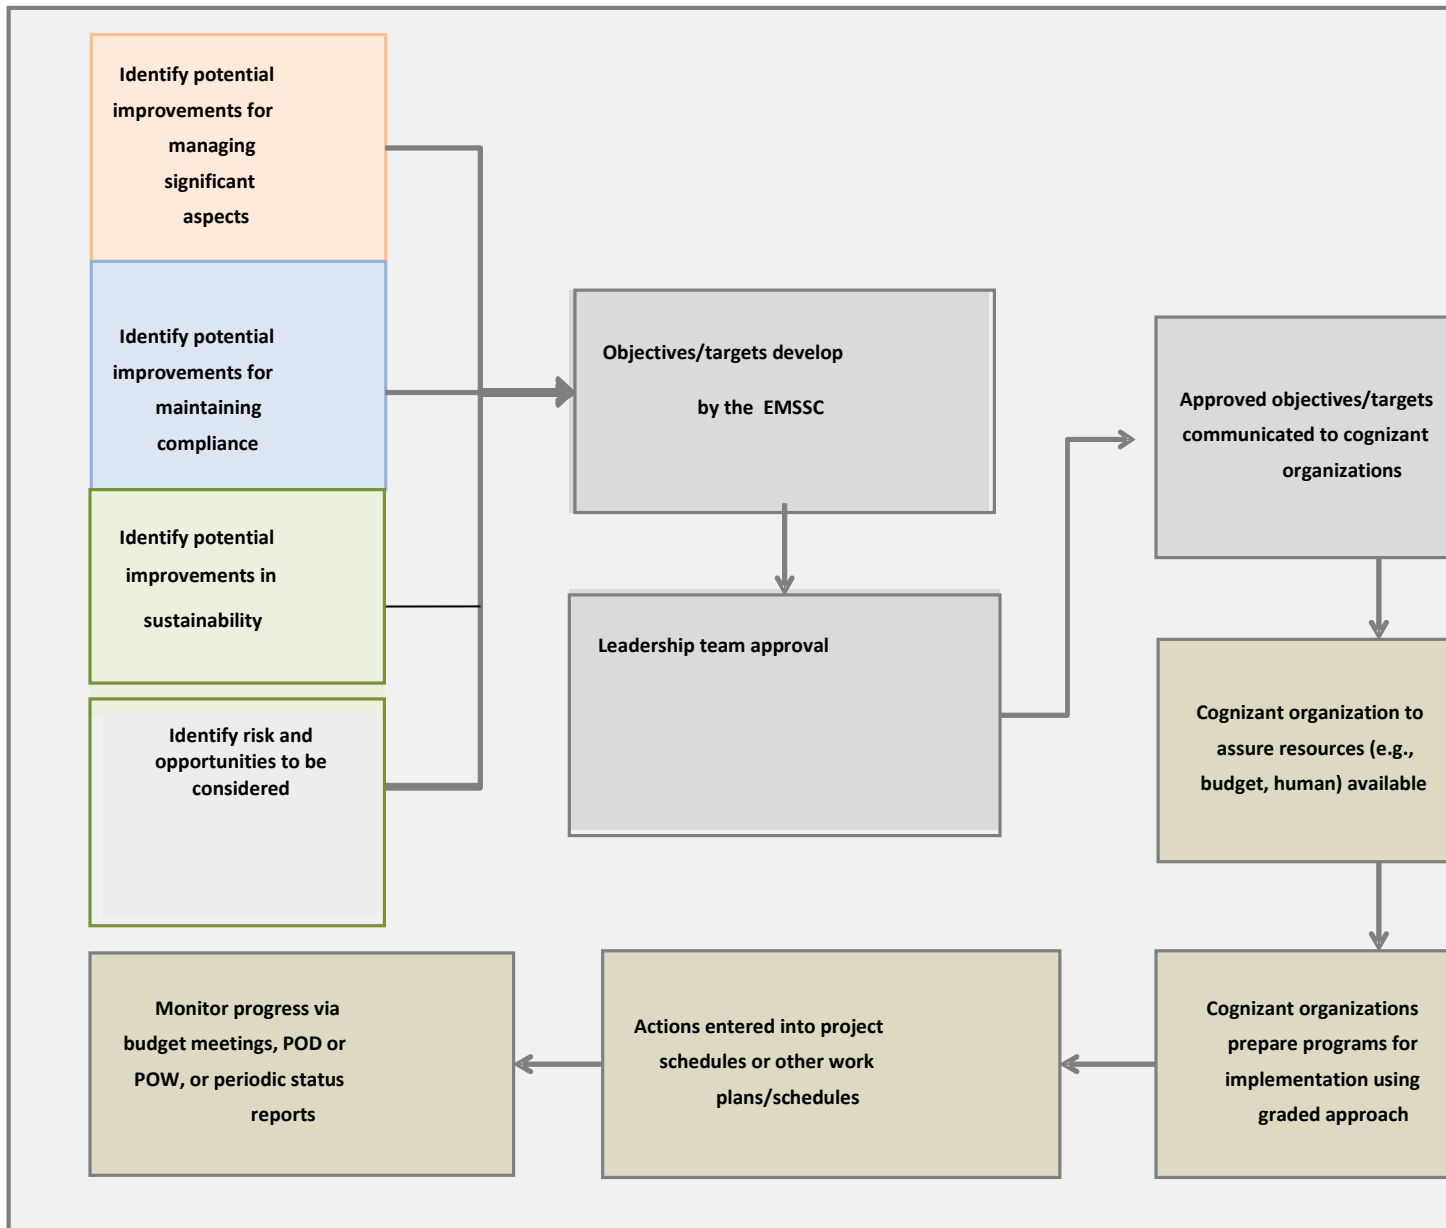 Identify potential
improvements for
managing
significant
aspects
Identify potential
improvements for
maintaining
compliance
Identify potential
improvements in
sustainability
Identify risk and
opportunities to be
considered
Objectives/targets develop
by the EMSSC
Leadership team approval
Approved objectives/targets
communicated to cognizant
organizations
Cognizant organization to
assure resources (e.g.,
budget, human) available
Cognizant organizations
prepare programs for
implementation using
graded approach
Actions entered into project
schedules or other work
plans/schedules
Monitor progress via
budget meetings, POD or
POW, or periodic status
reports